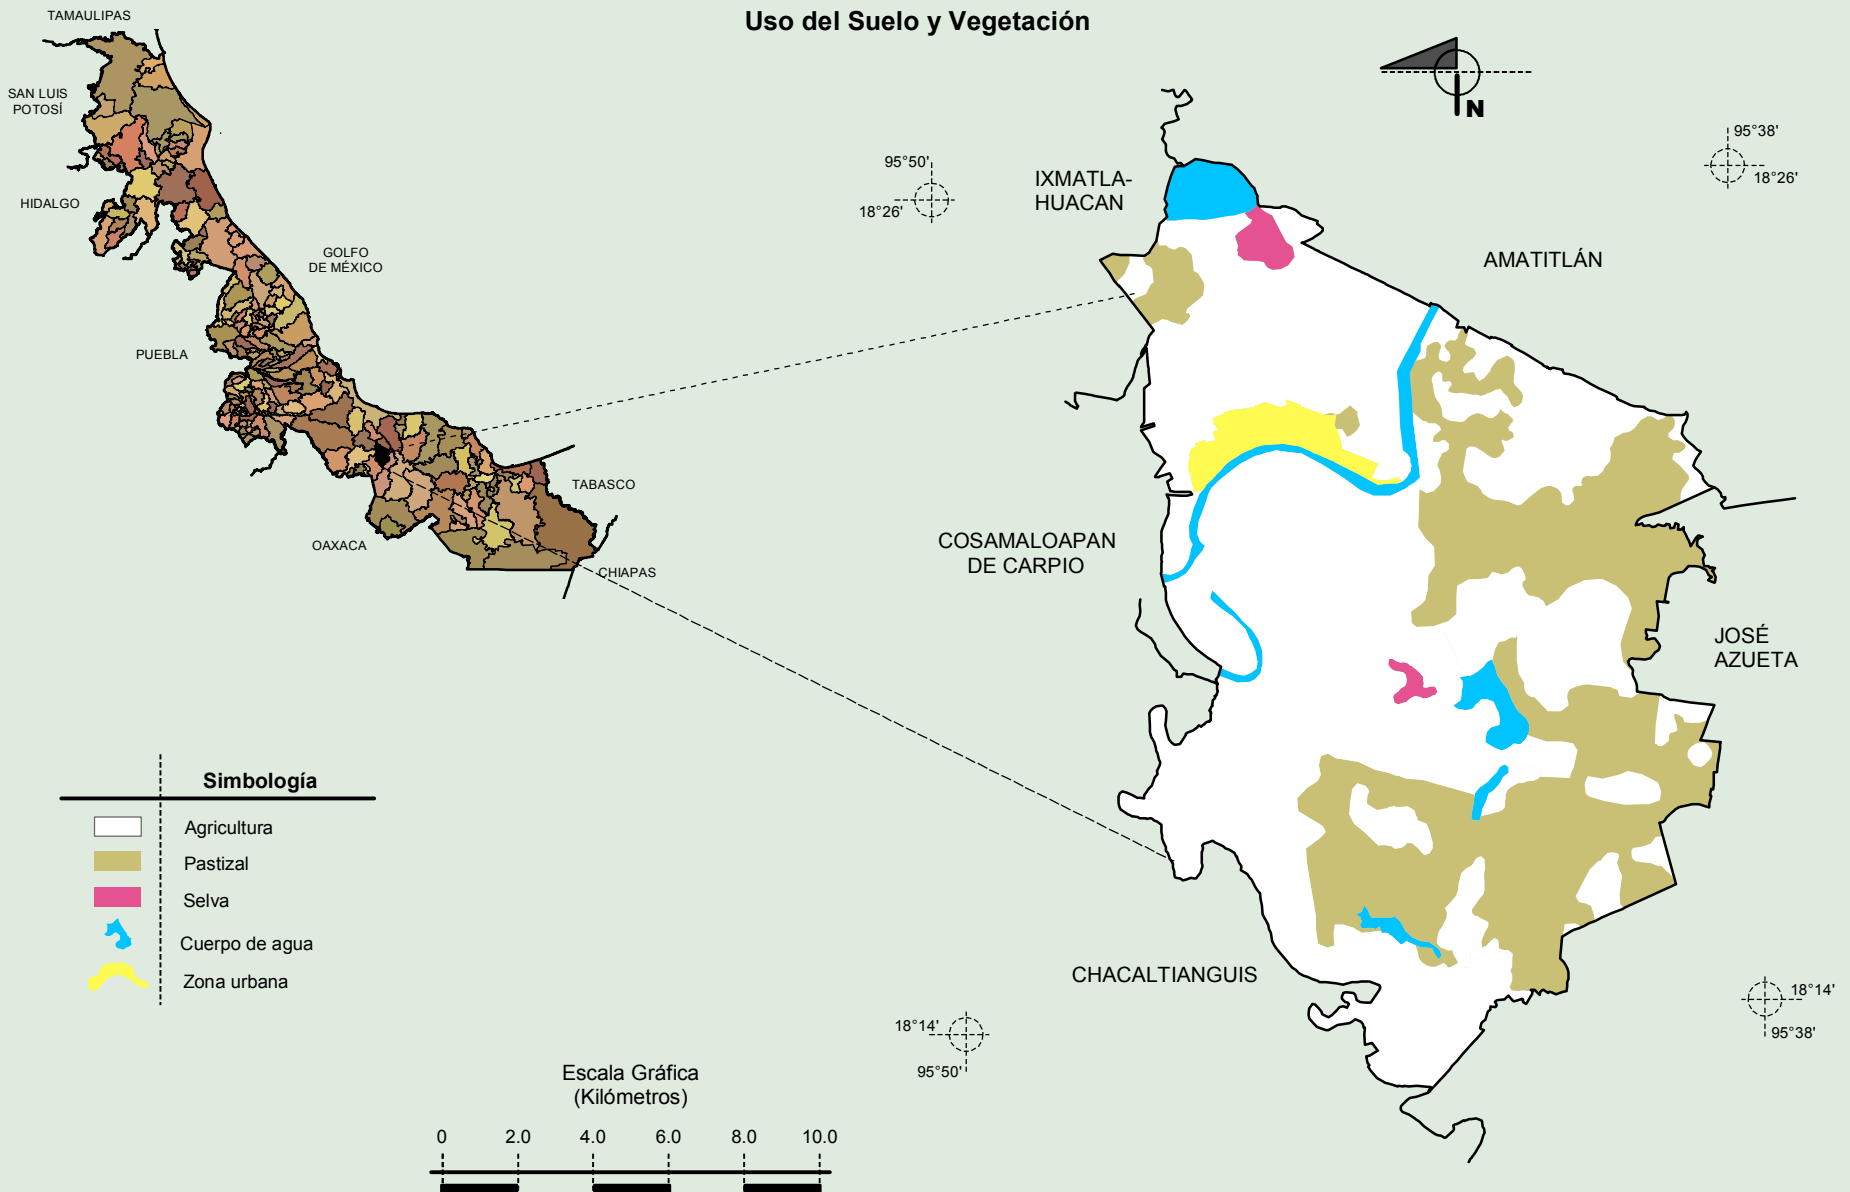 Uso del Suelo y Vegetación
TAMAULIPAS
SAN LUIS
POTOSÍ
HIDALGO
GOLFO
DE MÉXICO
PUEBLA
TABASCO
OAXACA
CHIAPAS
N
95°50'
18°26'
95°38'
18°26'
IXMATLA-
HUACAN
AMATITLÁN
COSAMALOAPAN
DE CARPIO
JOSÉ
AZUETA
CHACALTIANGUIS
18°14'
95°50'
18°14'
95°38'
Simbología
Agricultura
Pastizal
Selva
Cuerpo de agua
Zona urbana
Escala Gráfica
(Kilómetros)
0 2.0 4.0 6.0 8.0 10.0